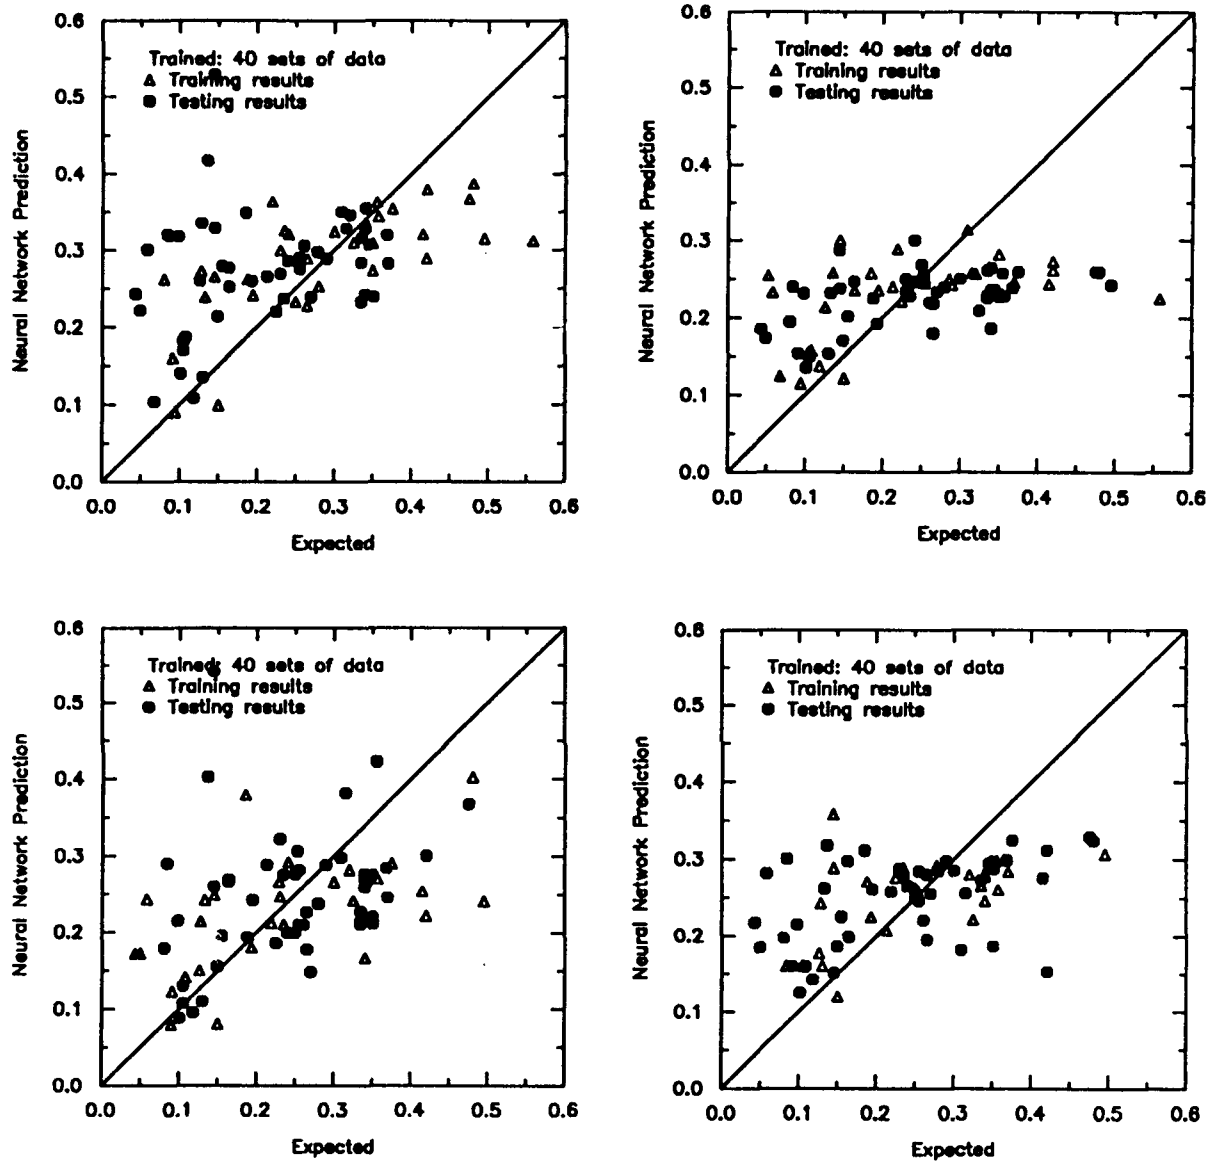 0.6
Trained: 40 sets of data
Training results
Testing results
0.5
0.4
0.3
0.2
0.1
0.0
Neural Network Prediction
0.0 0.1 0.2 0.3 0.4 0.5 0.6
Expected
0.6
Trained: 40 sets of data
Training results
Testing results
0.5
0.4
0.3
0.2
0.1
0.0
Neural Network Prediction
0.0 0.1 0.2 0.3 0.4 0.5 0.6
Expected
0.6
Trained: 40 sets of data
Training results
Testing results
0.5
0.4
0.3
0.2
0.1
0.0
Neural Network Prediction
0.0 0.1 0.2 0.3 0.4 0.5 0.6
Expected
0.6
Trained: 40 sets of data
Training results
Testing results
0.5
0.4
0.3
0.2
0.1
0.0
Neural Network Prediction
0.0 0.1 0.2 0.3 0.4 0.5 0.6
Expected